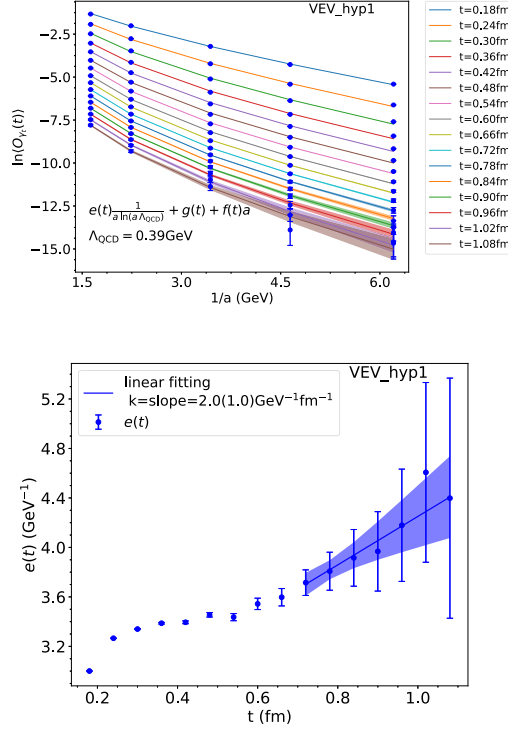 VEV_hyp1
−2.5
−5.0
−7.5
−10.0
−12.5
−15.0
ln⟨O_{γ_t}(t)⟩
e(t) 1/(a ln(a Λ_QCD)) + g(t) + f(t)a
Λ_QCD = 0.39GeV
1.5 3.0 4.5 6.0
1/a (GeV)
t=0.18fm
t=0.24fm
t=0.30fm
t=0.36fm
t=0.42fm
t=0.48fm
t=0.54fm
t=0.60fm
t=0.66fm
t=0.72fm
t=0.78fm
t=0.84fm
t=0.90fm
t=0.96fm
t=1.02fm
t=1.08fm
VEV_hyp1
linear fitting
k=slope=2.0(1.0)GeV⁻¹fm⁻¹
e(t)
5.2
4.8
4.4
4.0
3.6
3.2
e(t) (GeV⁻¹)
0.2 0.4 0.6 0.8 1.0
t (fm)